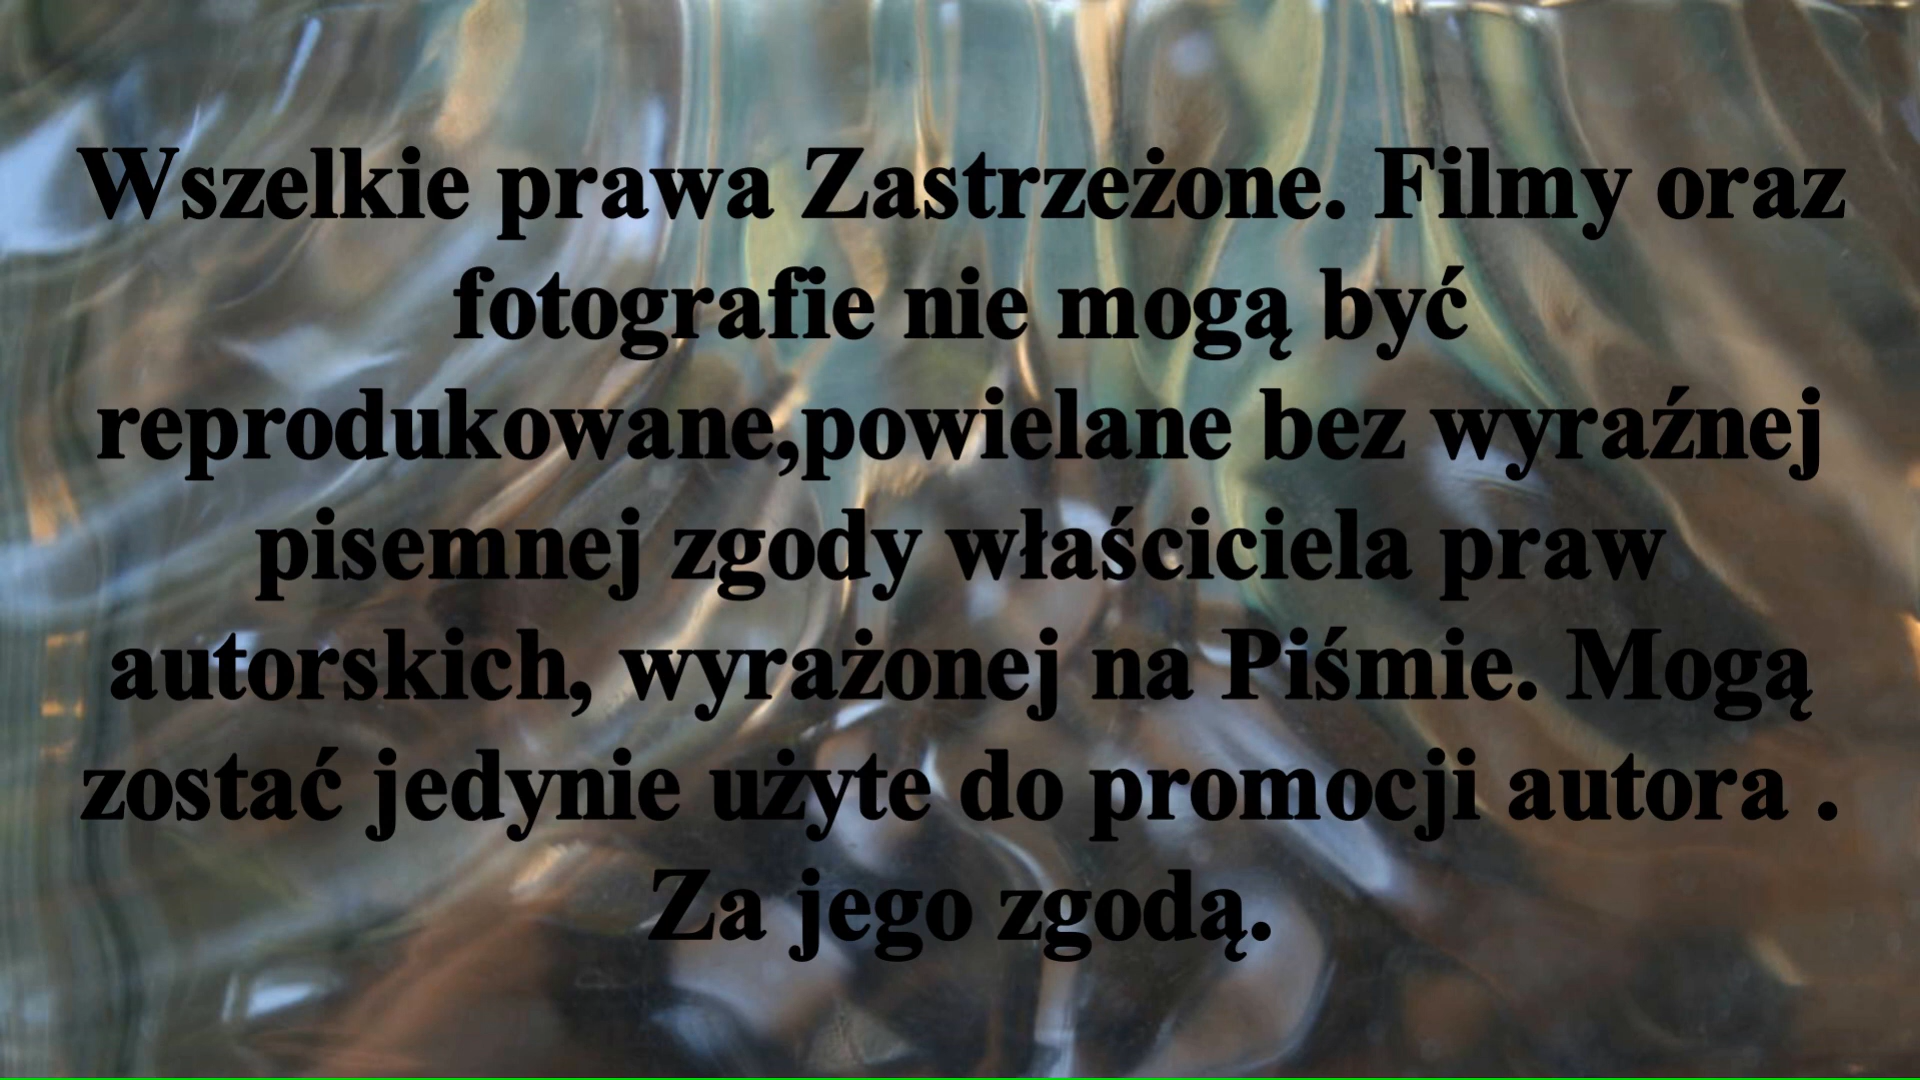 Wszelkie prawa Zastrzeżone. Filmy oraz
fotografie nie mogą być
reprodukowane,powielane bez wyraźnej
pisemnej zgody właściciela praw
autorskich, wyrażonej na Piśmie. Mogą
zostać jedynie użyte do promocji autora .
Za jego zgodą.